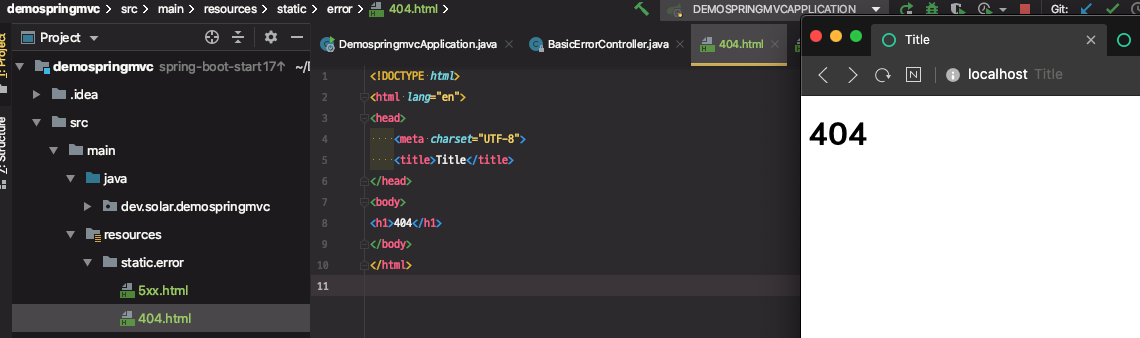 demospringmvc > src > main > resources > static > error > 404.html >
DEMOSPRINGMVCAPPLICATION
Git:
1: Project
Z: Structure
Project
demospringmvc spring-boot-start17↑ ~/
.idea
src
main
java
dev.solar.demospringmvc
resources
static.error
5xx.html
404.html
DemospringmvcApplication.java
BasicErrorController.java
404.html
1 <!DOCTYPE html>
2 <html lang="en">
3 <head>
4 <meta charset="UTF-8">
5 <title>Title</title>
6 </head>
7 <body>
8 <h1>404</h1>
9 </body>
10 </html>
11
Title
N
localhost Title
404